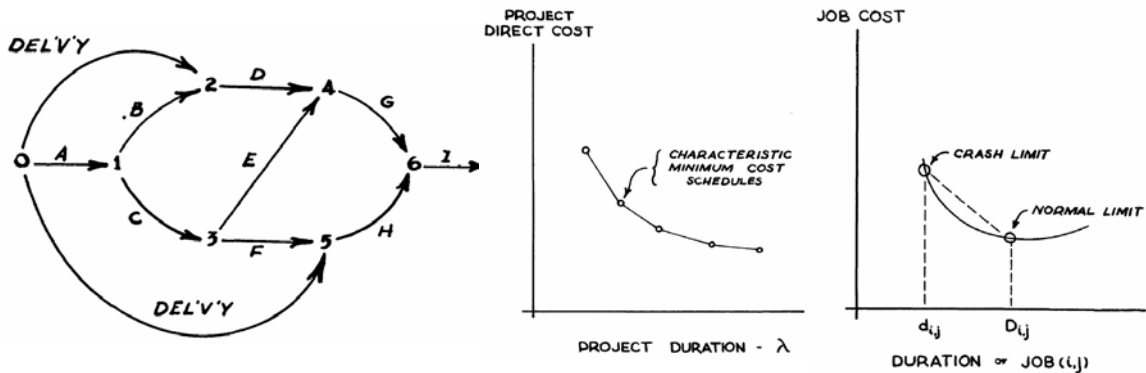 DEL'V'Y
A
B
C
D
E
F
G
H
I
0
1
2
3
4
5
6
DEL'V'Y
PROJECT
DIRECT COST
CHARACTERISTIC
MINIMUM COST
SCHEDULES
PROJECT DURATION - λ
JOB COST
CRASH LIMIT
NORMAL LIMIT
di,j
Di,j
DURATION OF JOB (i,j)